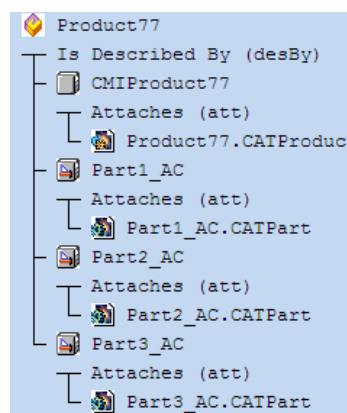 Product77
Is Described By (desBy)
CMIProduct77
Attaches (att)
Product77.CATProduc
Part1_AC
Attaches (att)
Part1_AC.CATPart
Part2_AC
Attaches (att)
Part2_AC.CATPart
Part3_AC
Attaches (att)
Part3_AC.CATPart